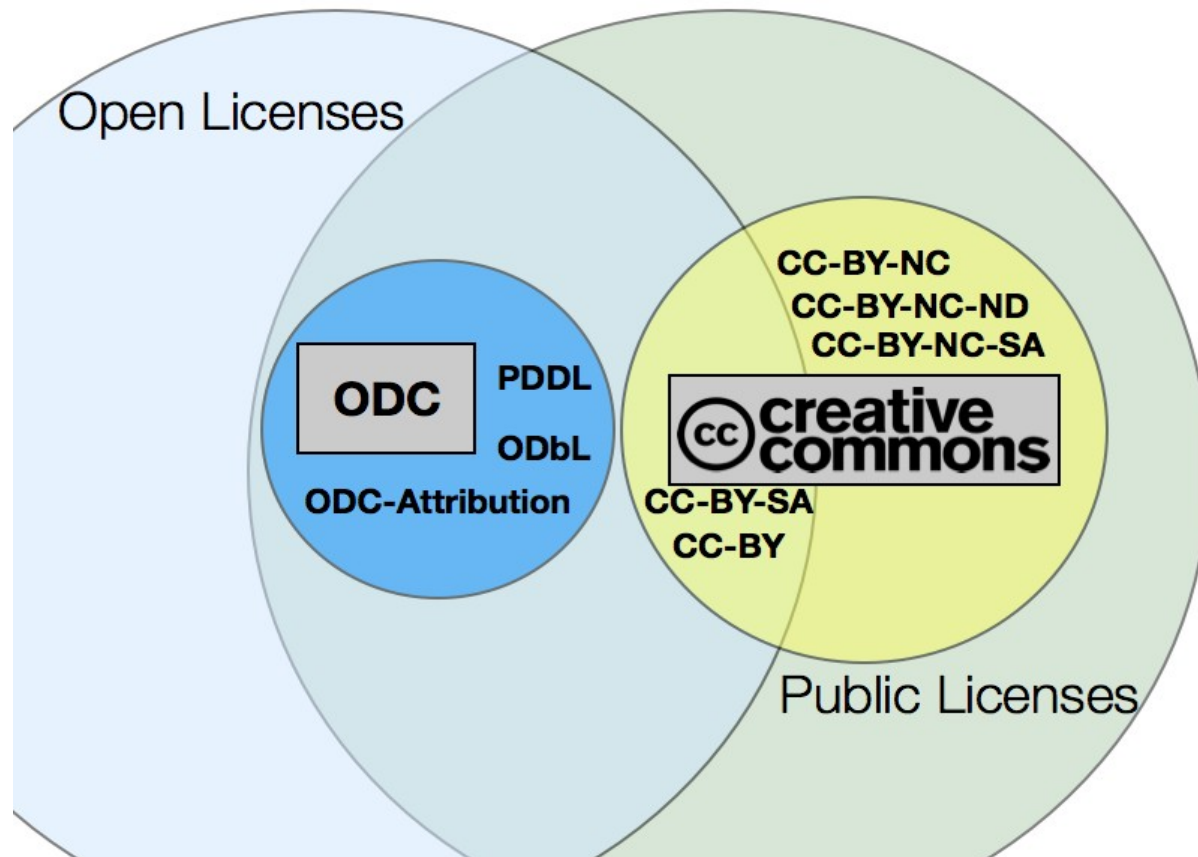 Open Licenses
CC-BY-NC
CC-BY-NC-ND
CC-BY-NC-SA
ODC
PDDL
ODbL
ODC-Attribution
cc creative
commons
CC-BY-SA
CC-BY
Public Licenses